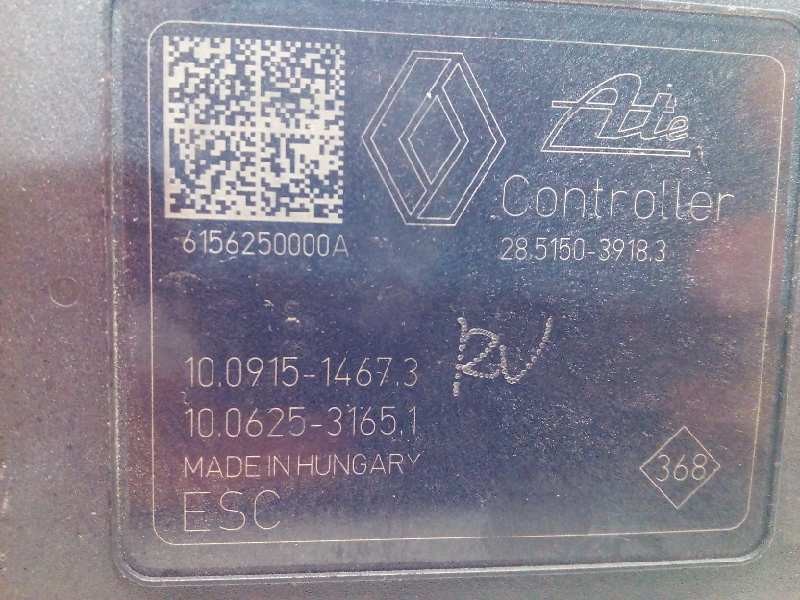 Ate
Controller
6156250000A
28.5150-3918.3
10.0915-1467.3
10.0625-3165.1
MADE IN HUNGARY
368
ESC